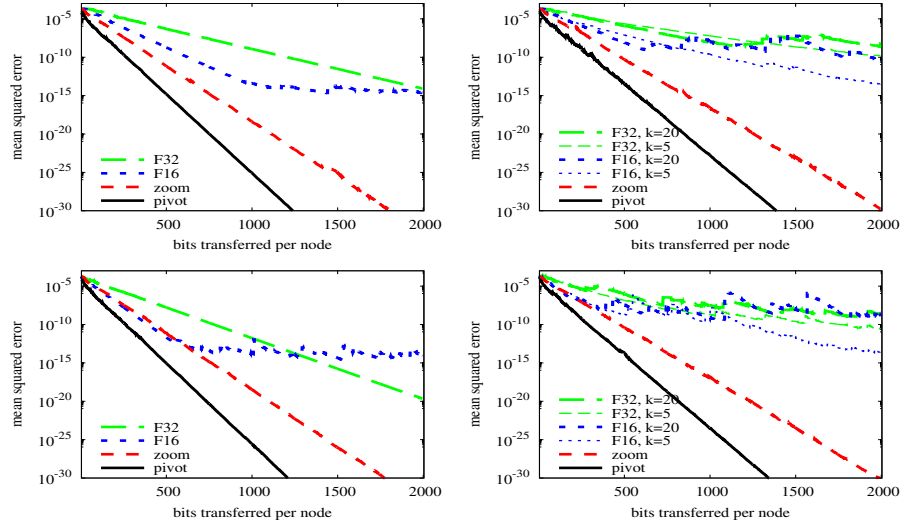 10^-5
10^-10
10^-15
10^-20
10^-25
10^-30
mean squared error
F32
F16
zoom
pivot
500
1000
1500
2000
bits transferred per node
10^-5
10^-10
10^-15
10^-20
10^-25
10^-30
mean squared error
F32, k=20
F32, k=5
F16, k=20
F16, k=5
zoom
pivot
500
1000
1500
2000
bits transferred per node
10^-5
10^-10
10^-15
10^-20
10^-25
10^-30
mean squared error
F32
F16
zoom
pivot
500
1000
1500
2000
bits transferred per node
10^-5
10^-10
10^-15
10^-20
10^-25
10^-30
mean squared error
F32, k=20
F32, k=5
F16, k=20
F16, k=5
zoom
pivot
500
1000
1500
2000
bits transferred per node